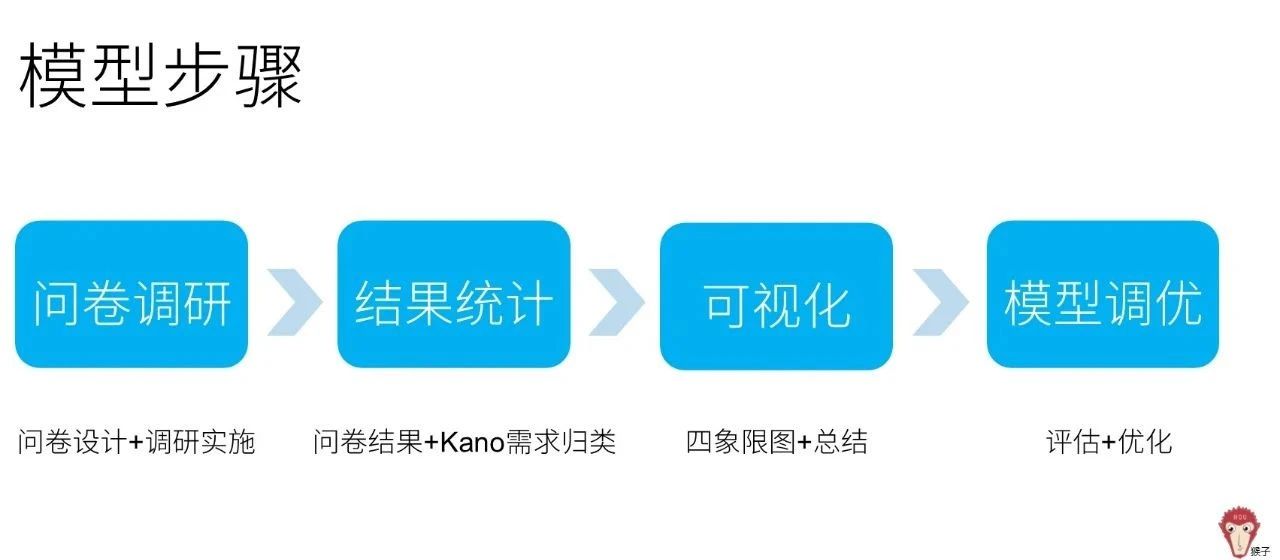 模型步骤
问卷调研
结果统计
可视化
模型调优
问卷设计+调研实施
问卷结果+Kano需求归类
四象限图+总结
评估+优化
猴子